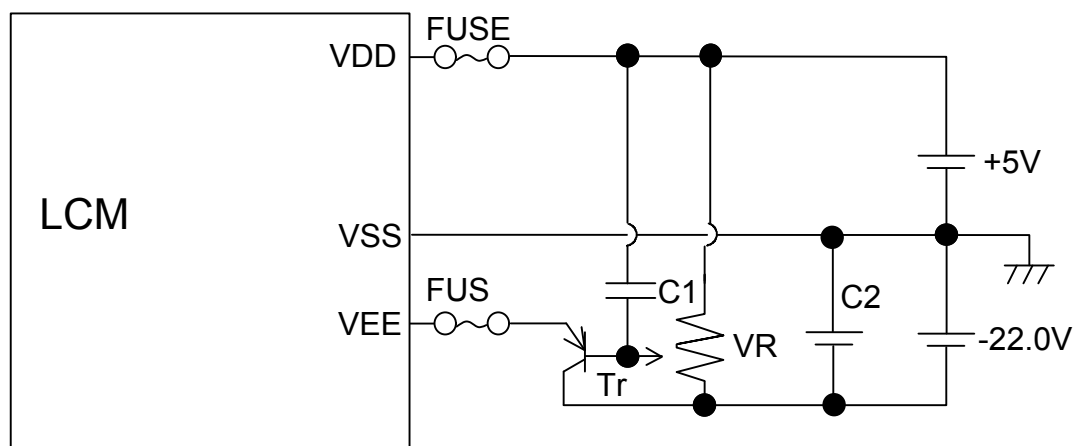 FUSE
VDD
+5V
LCM
VSS
FUS
C1
C2
VEE
VR
-22.0V
Tr